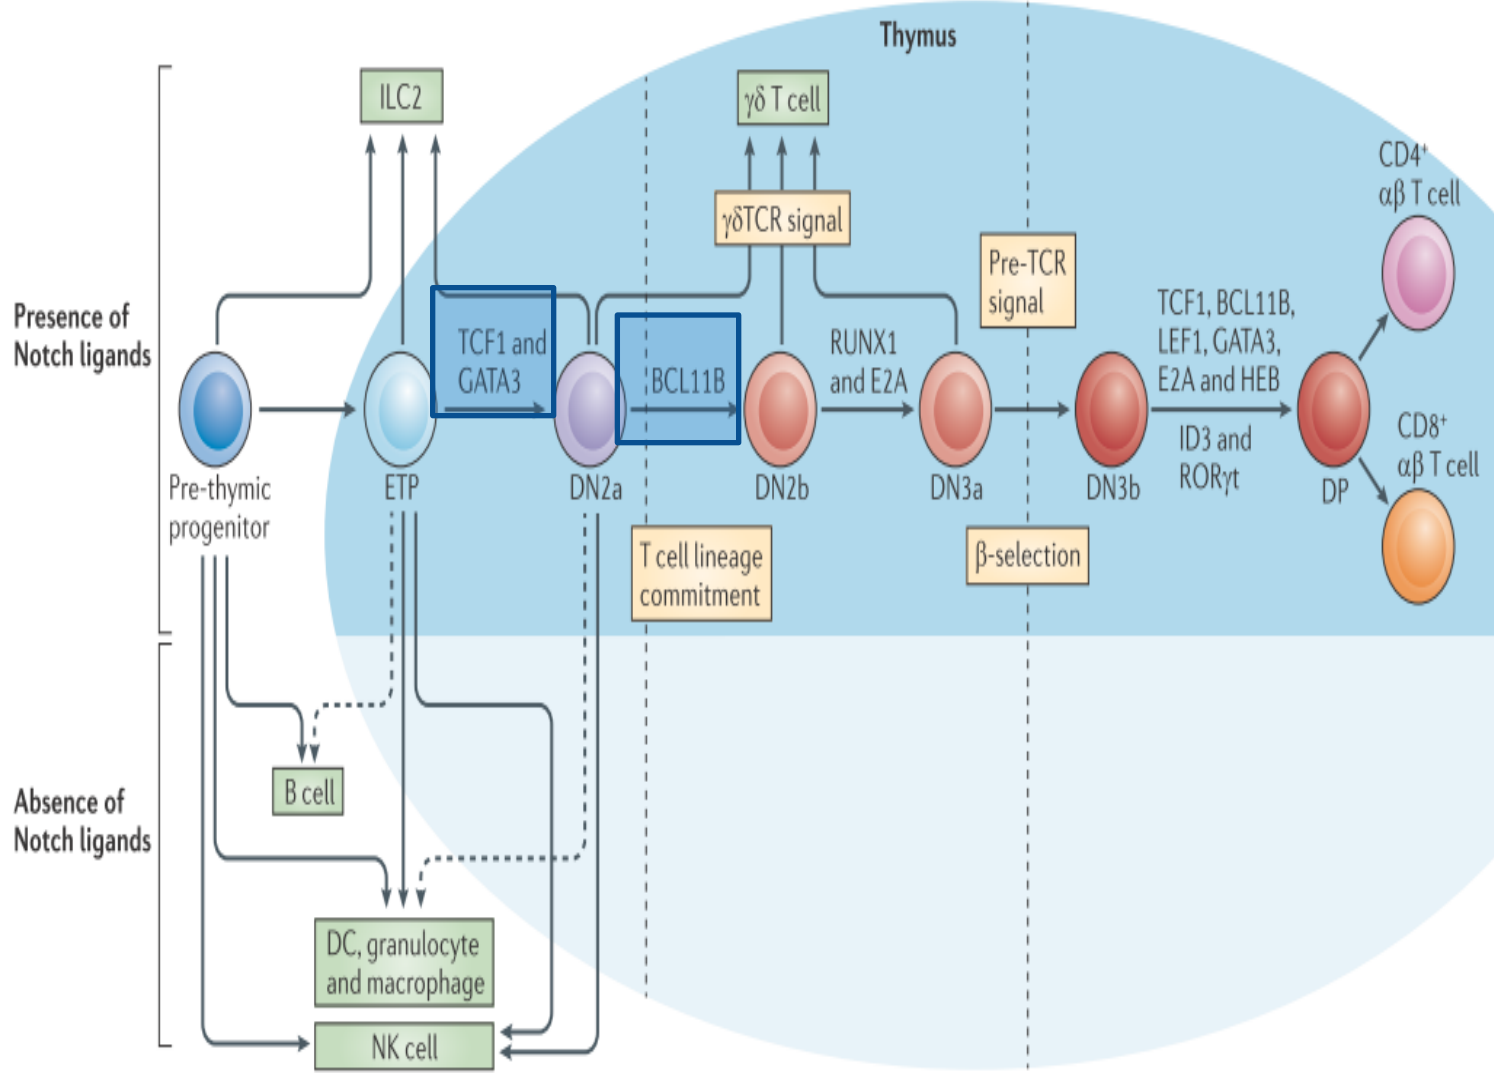 Thymus
ILC2
γδ T cell
CD4⁺
αβ T cell
γδTCR signal
Pre-TCR
signal
Presence of
Notch ligands
TCF1 and
GATA3
BCL11B
RUNX1
and E2A
TCF1, BCL11B,
LEF1, GATA3,
E2A and HEB
ID3 and
RORγt
CD8⁺
αβ T cell
Pre-thymic
progenitor
ETP
DN2a
DN2b
DN3a
DN3b
DP
T cell lineage
commitment
β-selection
Absence of
Notch ligands
B cell
DC, granulocyte
and macrophage
NK cell